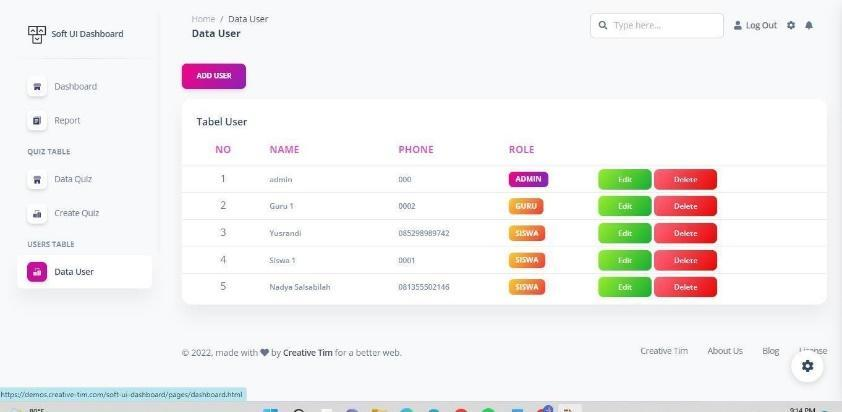 Soft UI Dashboard
Dashboard
Report
QUIZ TABLE
Data Quiz
Create Quiz
USERS TABLE
Data User
Home / Data User
Data User
Type here...
Log Out
ADD USER
Tabel User
NO NAME PHONE ROLE
1 admin 000 ADMIN Edit Delete
2 Guru 1 0002 GURU Edit Delete
3 Yusrandi 085298989742 SISWA Edit Delete
4 Siswa 1 0001 SISWA Edit Delete
5 Nadya Salsabilah 081355502146 SISWA Edit Delete
© 2022, made with by Creative Tim for a better web.
Creative Tim About Us Blog License
https://demos.creative-tim.com/soft-ui-dashboard/pages/dashboard.html
9:14 PM